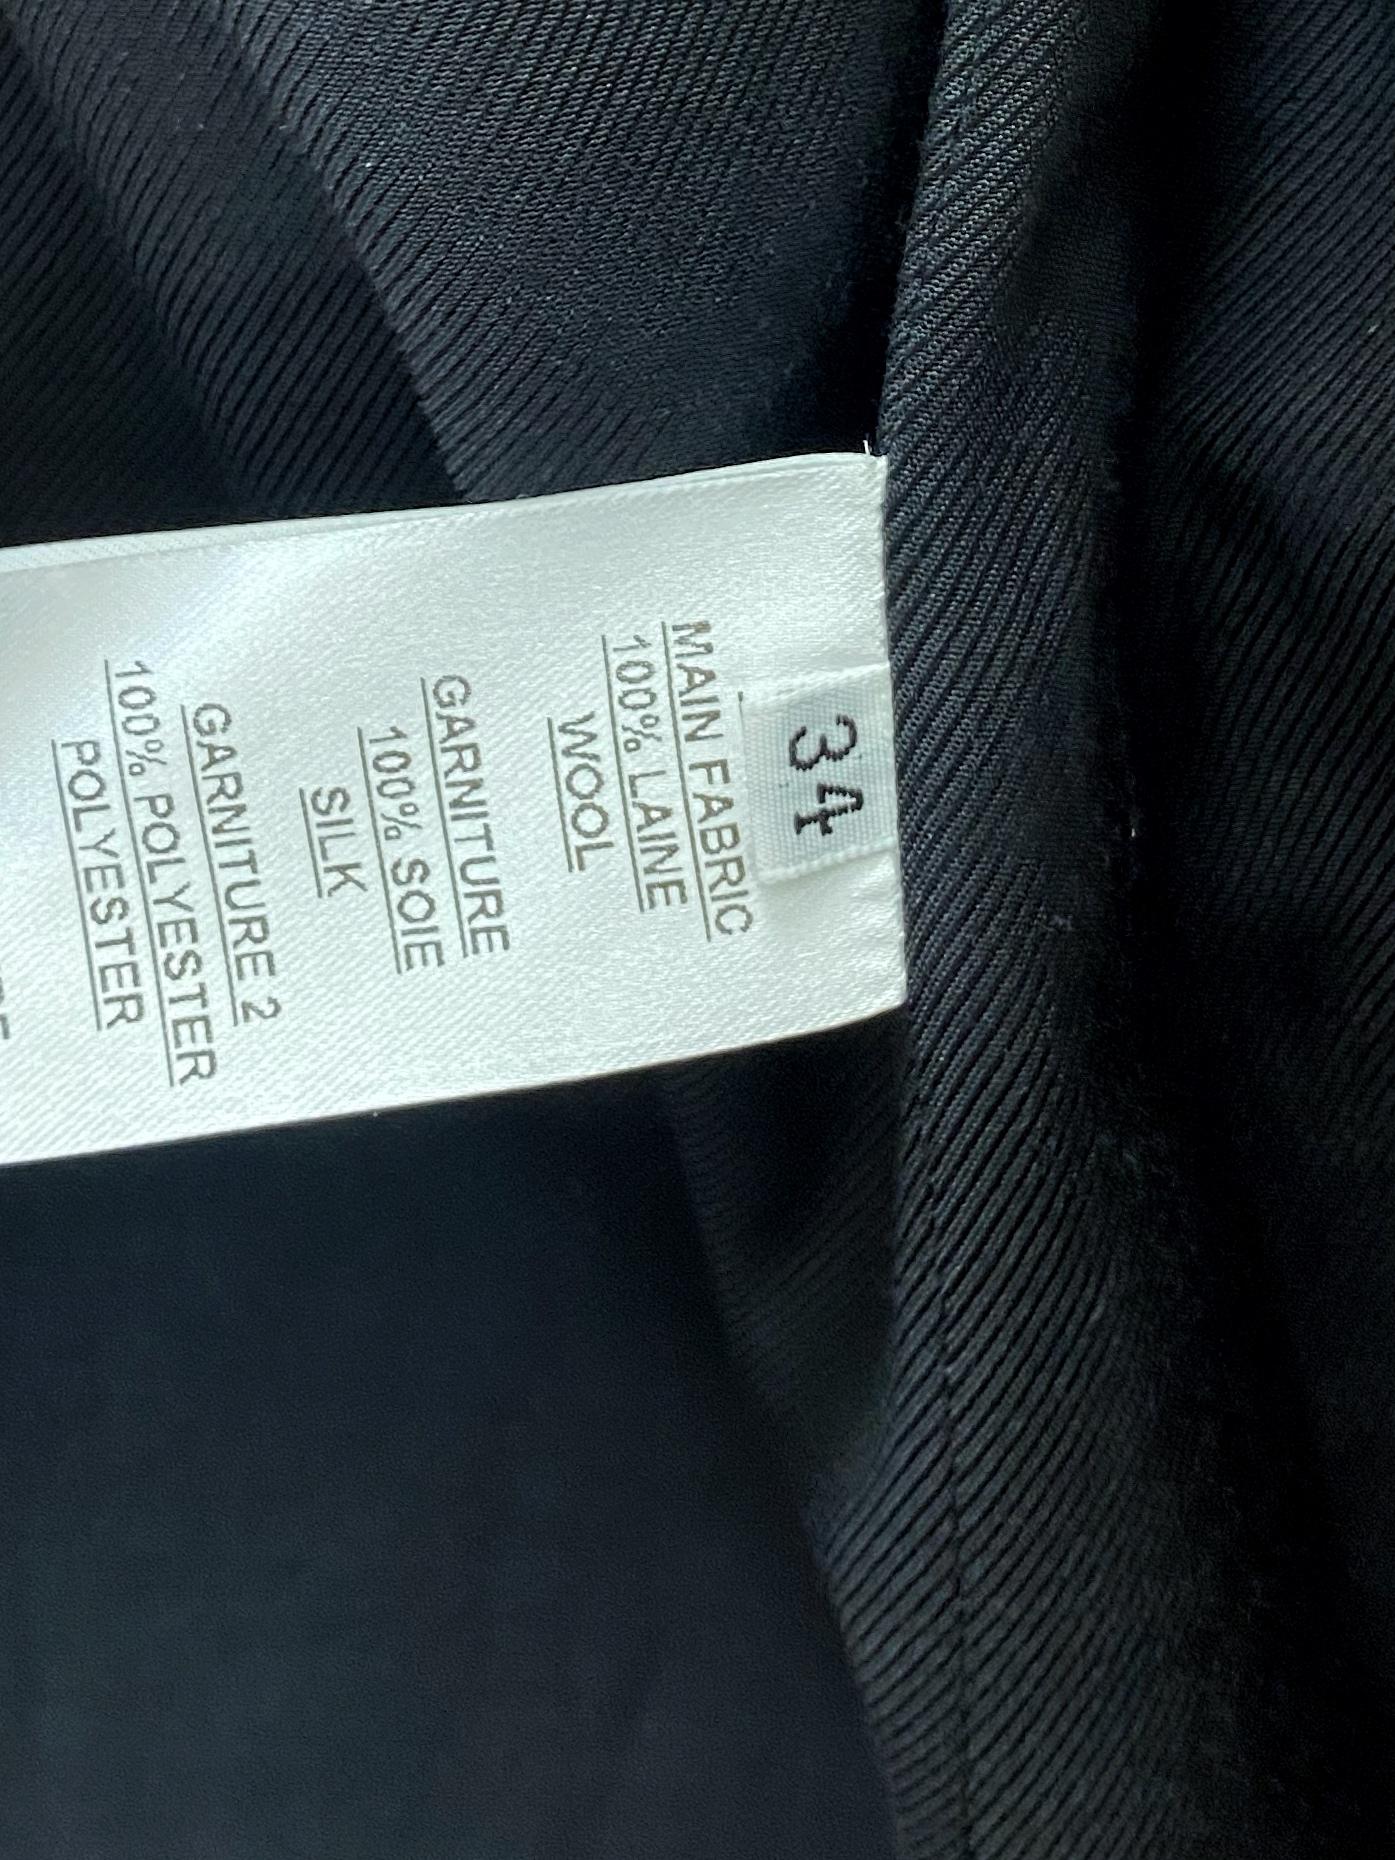 34
MAIN FABRIC
100% LAINE
WOOL
GARNITURE
100% SOIE
SILK
GARNITURE 2
100% POLYESTER
POLYESTER